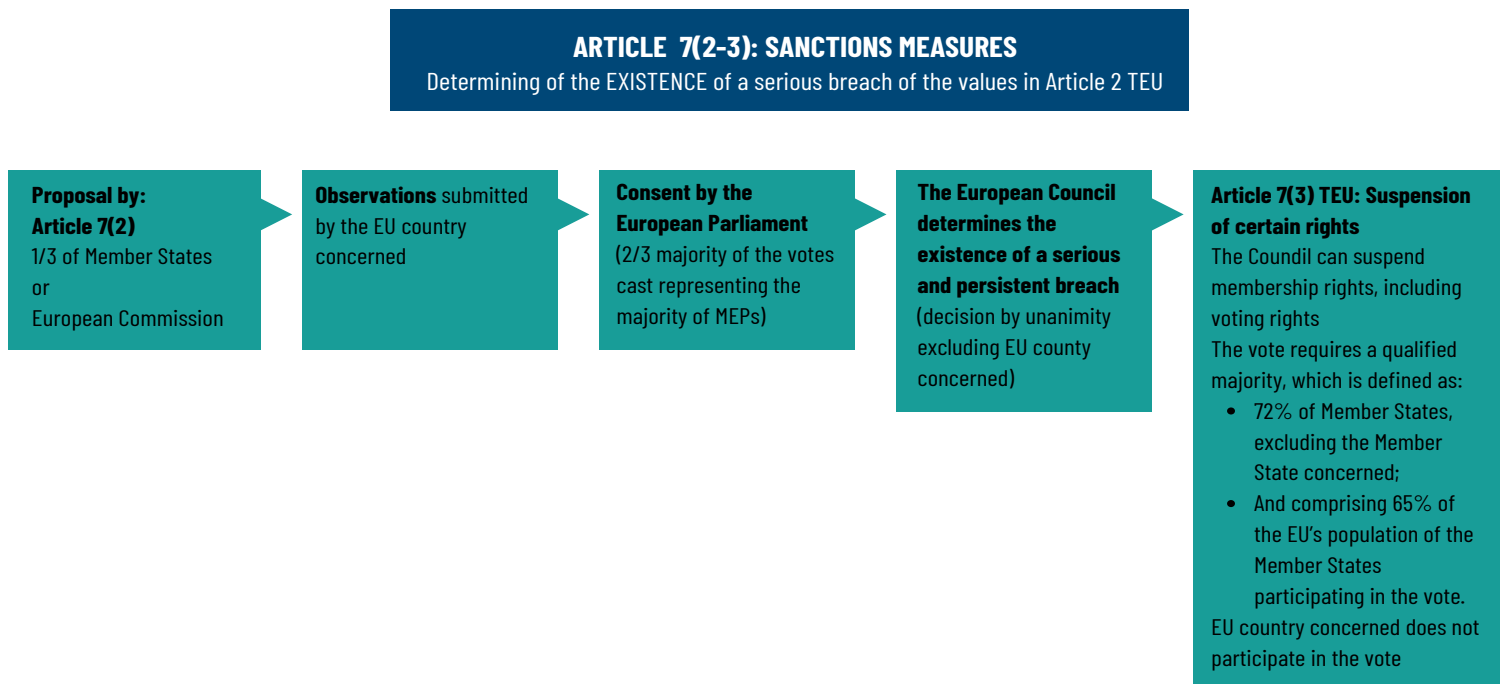 ARTICLE 7(2-3): SANCTIONS MEASURES
Determining of the EXISTENCE of a serious breach of the values in Article 2 TEU
Proposal by:
Article 7(2)
1/3 of Member States
or
European Commission
Observations submitted
by the EU country
concerned
Consent by the
European Parliament
(2/3 majority of the votes
cast representing the
majority of MEPs)
The European Council
determines the
existence of a serious
and persistent breach
(decision by unanimity
excluding EU county
concerned)
Article 7(3) TEU: Suspension
of certain rights
The Coundil can suspend
membership rights, including
voting rights
The vote requires a qualified
majority, which is defined as:
• 72% of Member States,
excluding the Member
State concerned;
• And comprising 65% of
the EU’s population of the
Member States
participating in the vote.
EU country concerned does not
participate in the vote